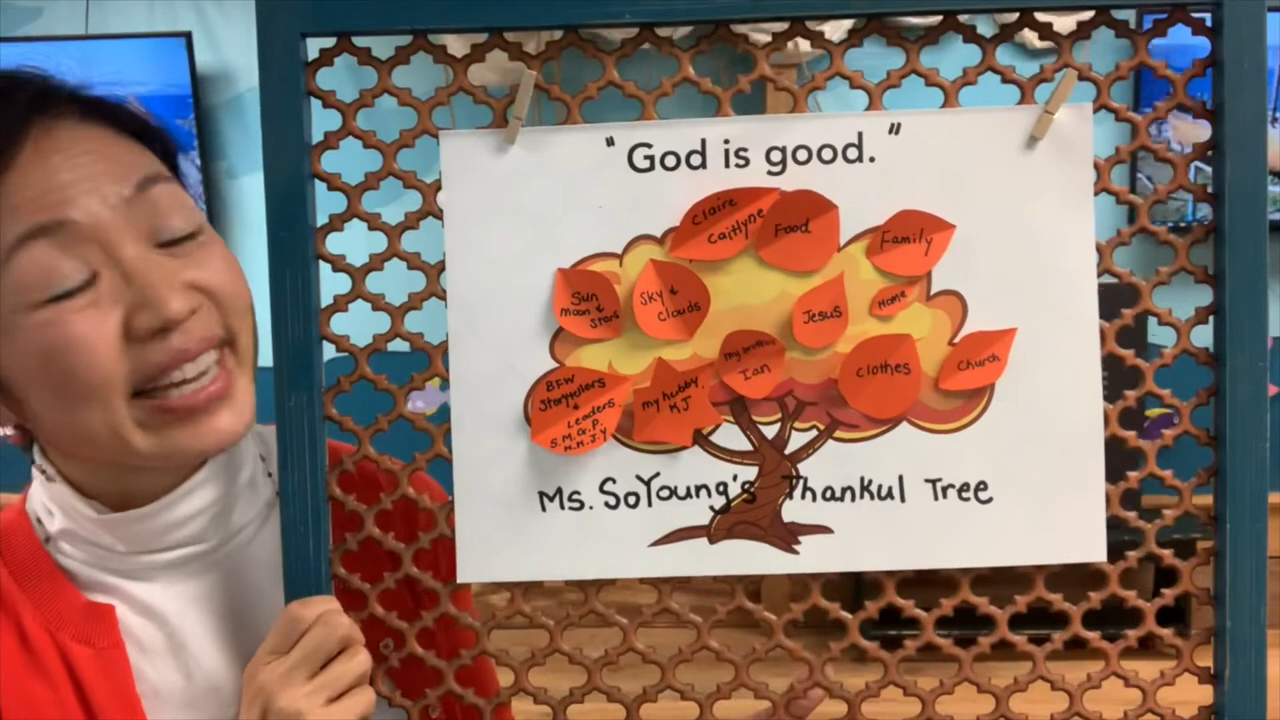 "God is good."
Claire
Caitlyne
Food
Family
Sun
moon &
Stars
Sky &
Clouds
Jesus
Home
my brother
Ian
Clothes
Church
BFW
Storytellers
&
Leaders
S.M.G.P.
my hubby
KJ
Ms. SoYoung's Thankul Tree